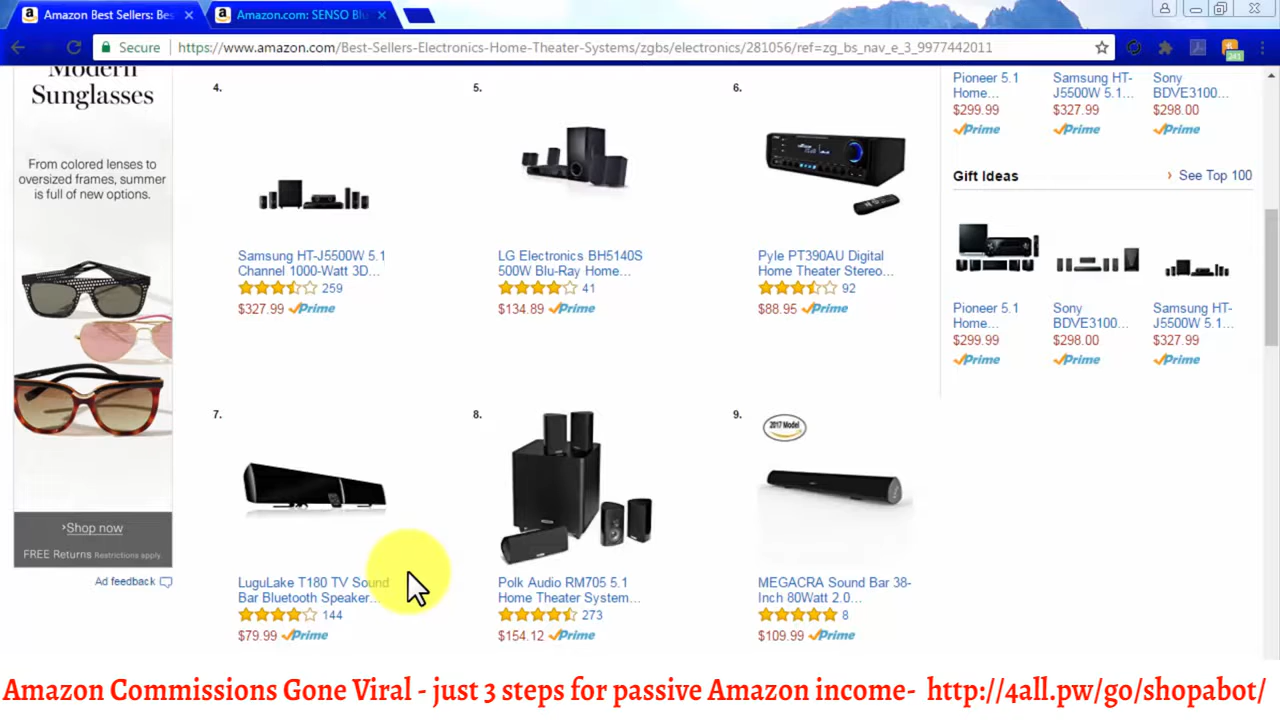 Amazon Best Sellers: Bes
Amazon.com: SENSO Blu
Secure
https://www.amazon.com/Best-Sellers-Electronics-Home-Theater-Systems/zgbs/electronics/281056/ref=zg_bs_nav_e_3_9977442011
241
Modern
Sunglasses
From colored lenses to
oversized frames, summer
is full of new options.
›Shop now
FREE Returns Restrictions apply.
Ad feedback
4.
Samsung HT-J5500W 5.1
Channel 1000-Watt 3D...
259
$327.99 Prime
5.
LG Electronics BH5140S
500W Blu-Ray Home...
41
$134.89 Prime
6.
Pyle PT390AU Digital
Home Theater Stereo...
92
$88.95 Prime
7.
LuguLake T180 TV Sound
Bar Bluetooth Speaker...
144
$79.99 Prime
8.
Polk Audio RM705 5.1
Home Theater System...
273
$154.12 Prime
9.
2017 Model
MEGACRA Sound Bar 38-
Inch 80Watt 2.0...
8
$109.99 Prime
Pioneer 5.1
Home...
$299.99
Prime
Samsung HT-
J5500W 5.1...
$327.99
Prime
Sony
BDVE3100...
$298.00
Prime
Gift Ideas
› See Top 100
Pioneer 5.1
Home...
$299.99
Prime
Sony
BDVE3100...
$298.00
Prime
Samsung HT-
J5500W 5.1...
$327.99
Prime
Amazon Commissions Gone Viral - just 3 steps for passive Amazon income- http://4all.pw/go/shopabot/